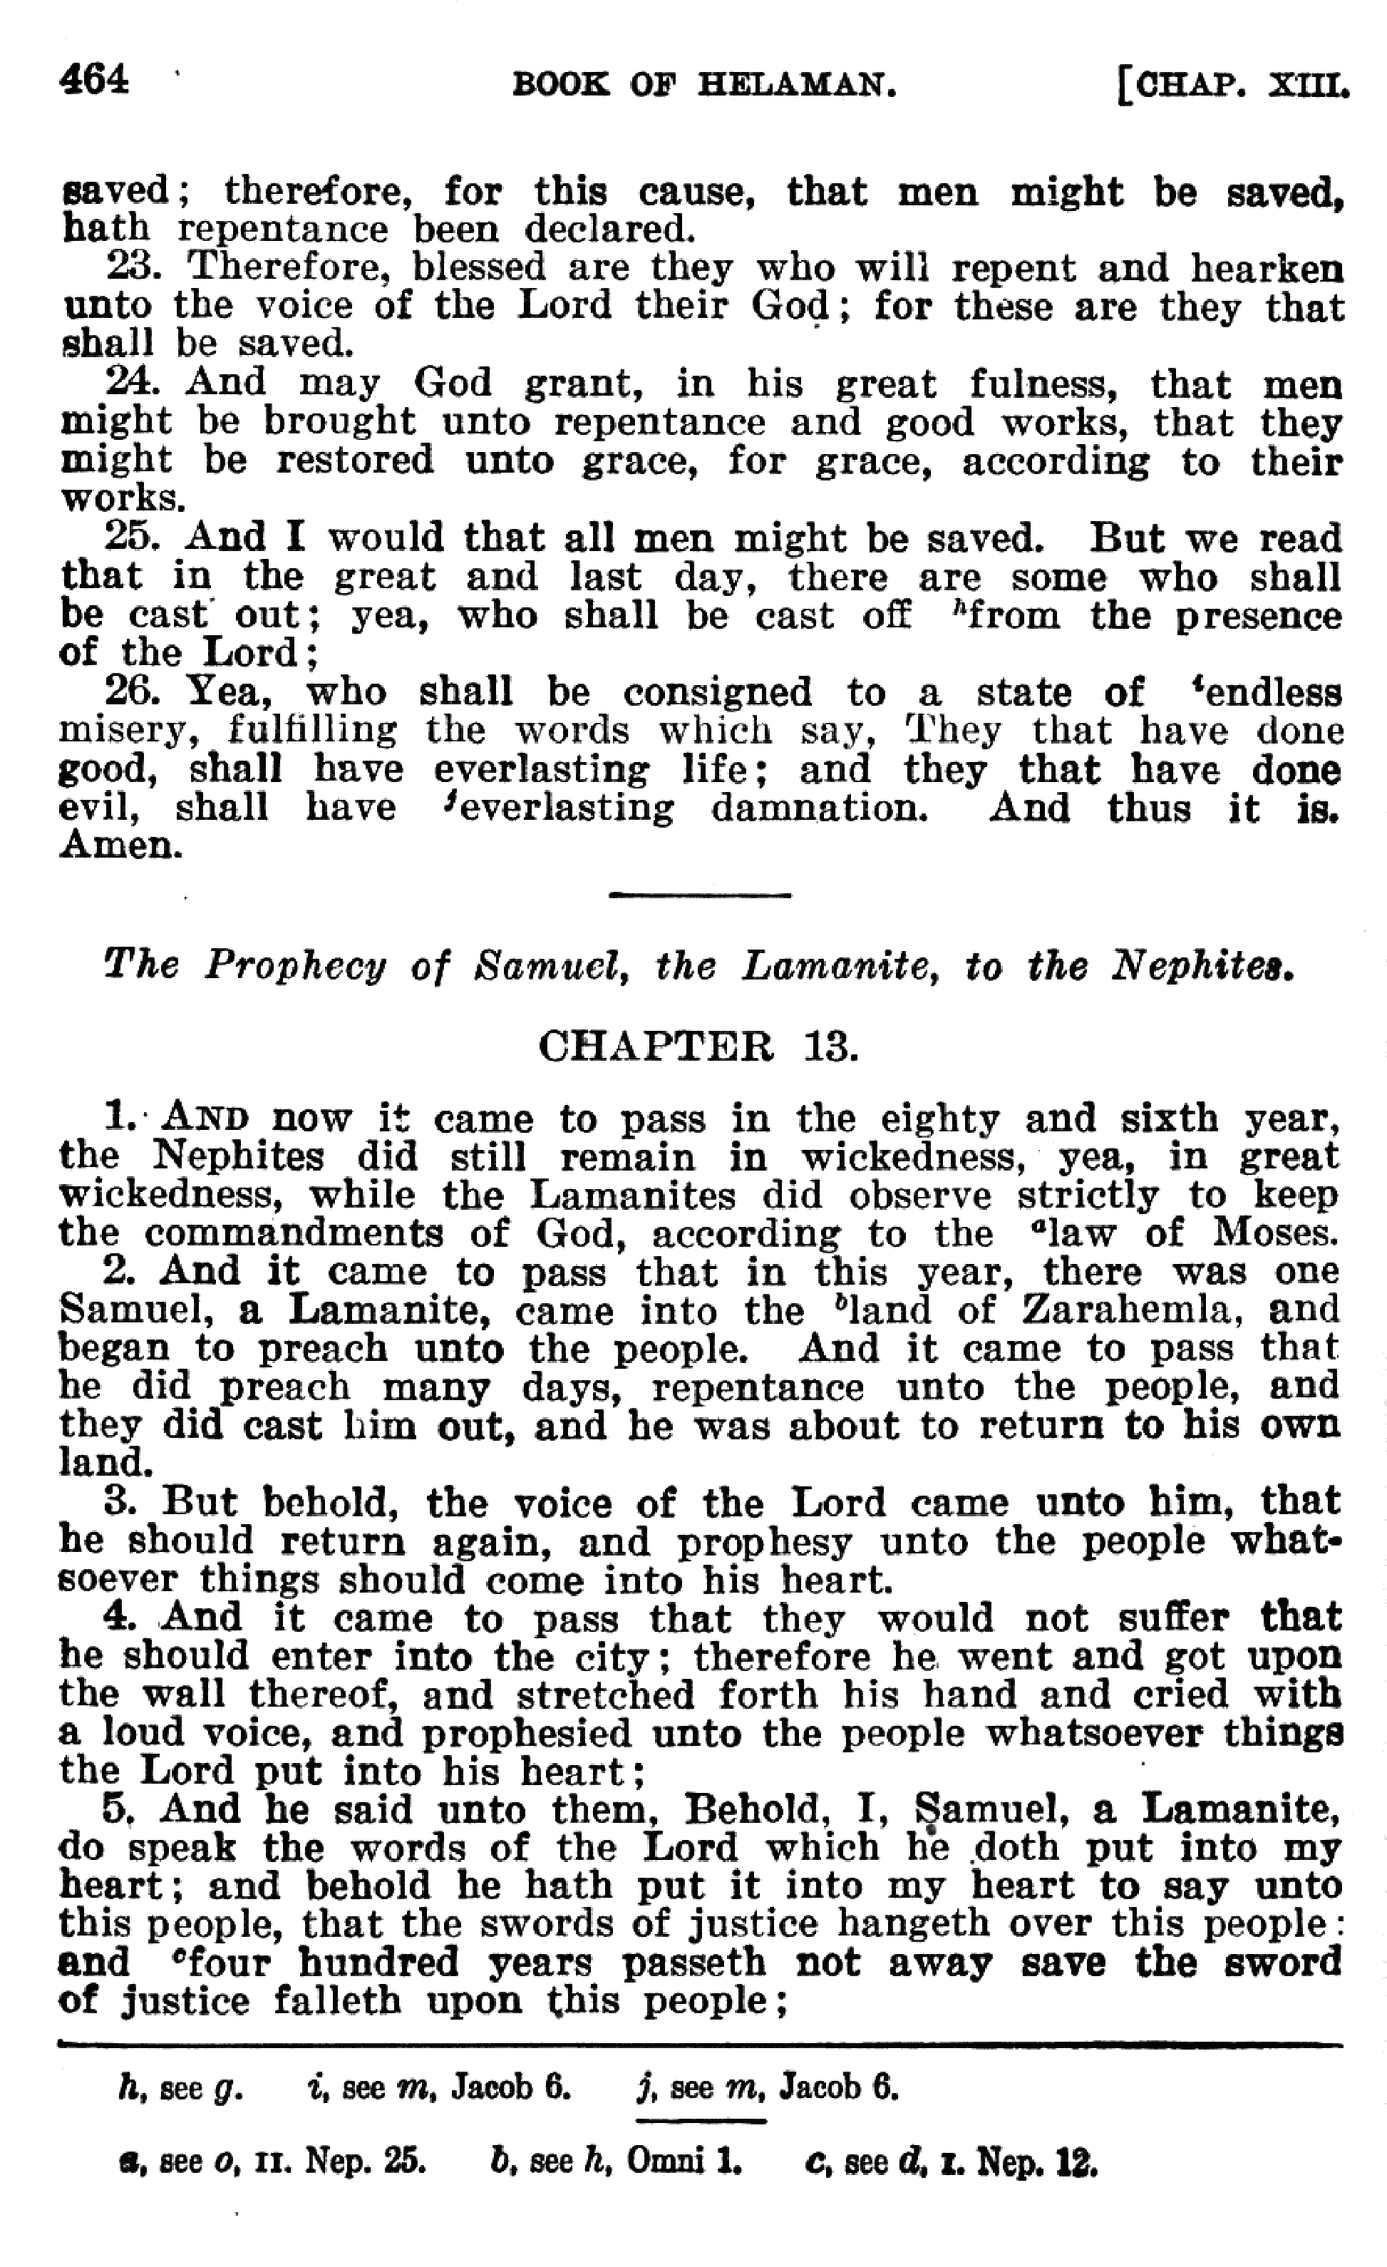 464 BOOK OF HELAMAN. [CHAP. XIII.
saved; therefore, for this cause, that men might be saved,
hath repentance been declared.
23. Therefore, blessed are they who will repent and hearken
unto the voice of the Lord their God; for these are they that
shall be saved.
24. And may God grant, in his great fulness, that men
might be brought unto repentance and good works, that they
might be restored unto grace, for grace, according to their
works.
25. And I would that all men might be saved. But we read
that in the great and last day, there are some who shall
be cast out; yea, who shall be cast off hfrom the presence
of the Lord;
26. Yea, who shall be consigned to a state of iendless
misery, fulfilling the words which say, They that have done
good, shall have everlasting life; and they that have done
evil, shall have jeverlasting damnation. And thus it is.
Amen.
The Prophecy of Samuel, the Lamanite, to the Nephites.
CHAPTER 13.
1. AND now it came to pass in the eighty and sixth year,
the Nephites did still remain in wickedness, yea, in great
wickedness, while the Lamanites did observe strictly to keep
the commandments of God, according to the alaw of Moses.
2. And it came to pass that in this year, there was one
Samuel, a Lamanite, came into the bland of Zarahemla, and
began to preach unto the people. And it came to pass that
he did preach many days, repentance unto the people, and
they did cast him out, and he was about to return to his own
land.
3. But behold, the voice of the Lord came unto him, that
he should return again, and prophesy unto the people what-
soever things should come into his heart.
4. And it came to pass that they would not suffer that
he should enter into the city; therefore he went and got upon
the wall thereof, and stretched forth his hand and cried with
a loud voice, and prophesied unto the people whatsoever things
the Lord put into his heart;
5. And he said unto them, Behold, I, Samuel, a Lamanite,
do speak the words of the Lord which he doth put into my
heart; and behold he hath put it into my heart to say unto
this people, that the swords of justice hangeth over this people:
and cfour hundred years passeth not away save the sword
of justice falleth upon this people;
h, see g. i, see m, Jacob 6. j, see m, Jacob 6.
a, see o, II. Nep. 25. b, see h, Omni 1. c, see d, I. Nep. 12.